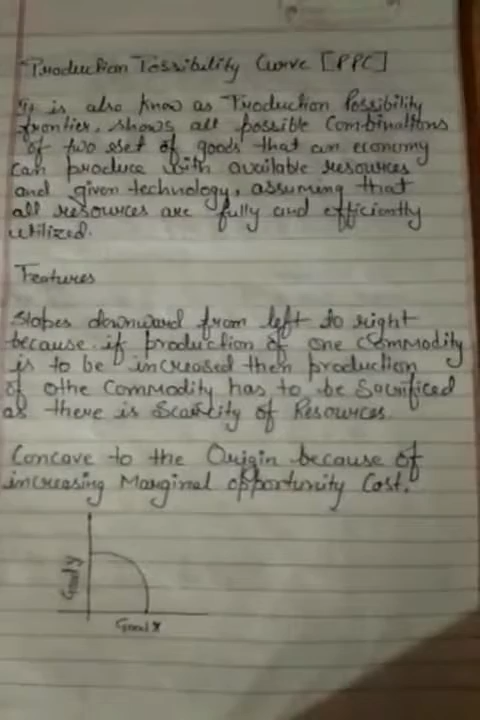 Production Possibility Curve [PPC]
It is also know as Production Possibility
frontier, shows all possible Combinations
of two eset of goods that an economy
can produce with available resources
and given technology, assuming that
all resources are fully and efficiently
utilized.
Features
Slopes downward from left to right
because if production of one commodity
is to be increased then production
of othe Commodity has to be Sacrificed
as there is Scarcity of Resources.
Concave to the Origin because of
increasing Marginal opportunity Cost.
Good y
Good x